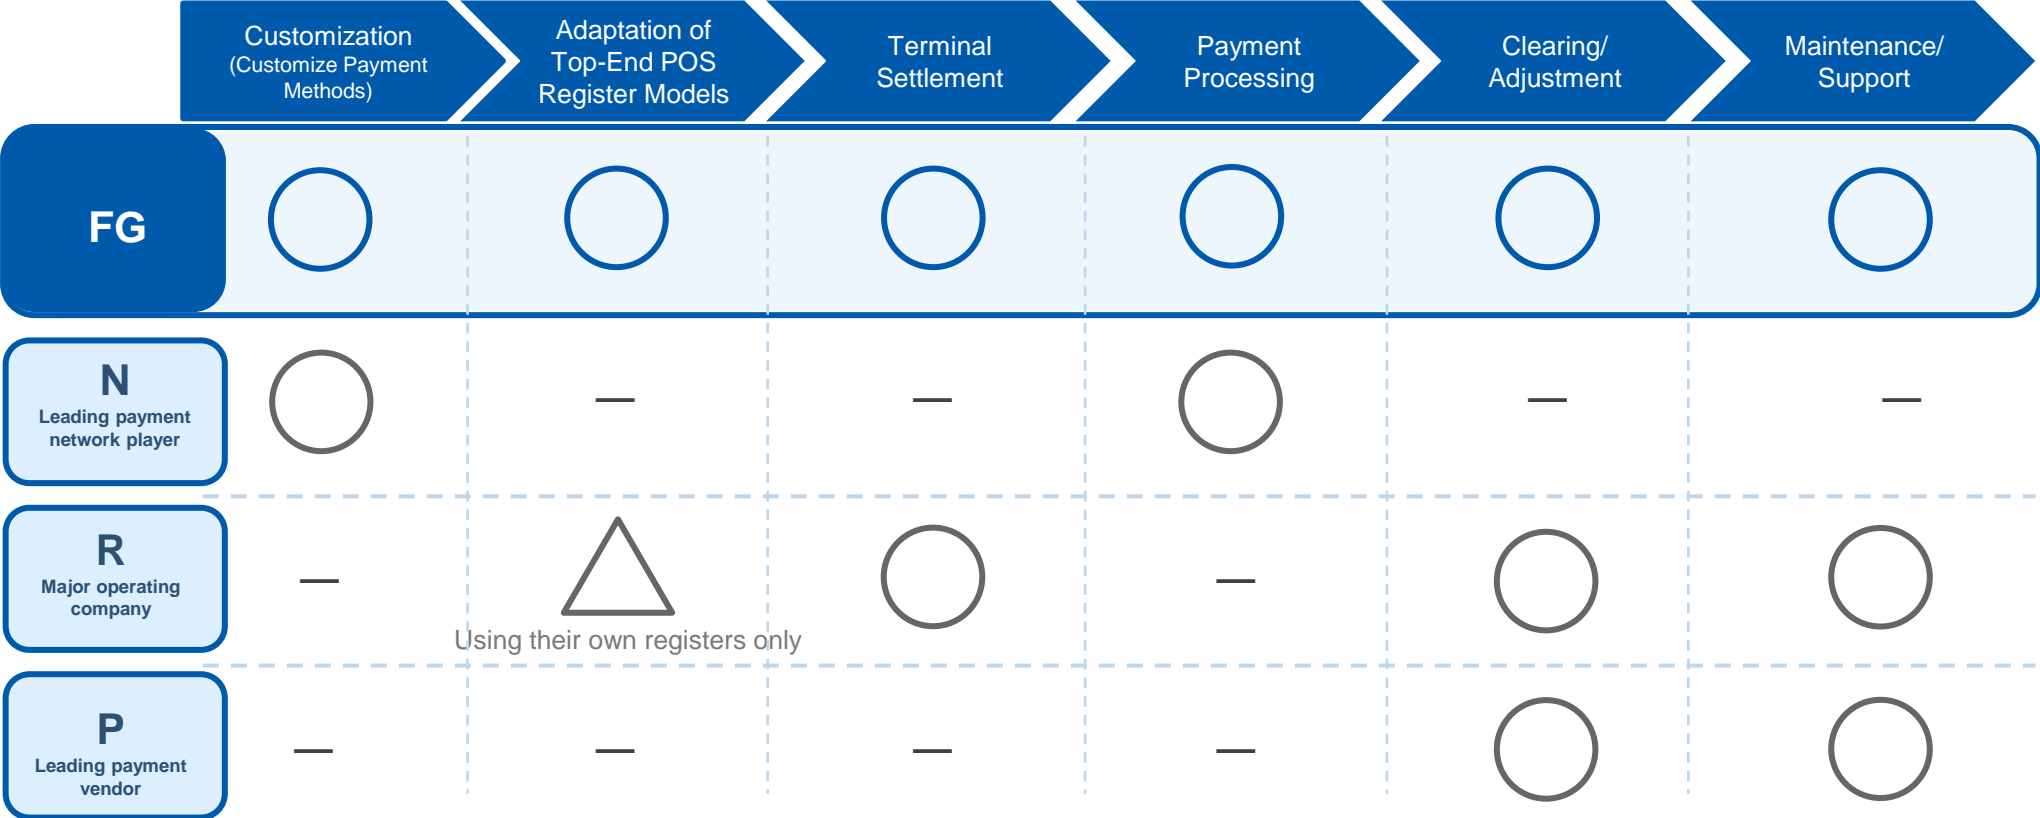 Customization
(Customize Payment
Methods)
Adaptation of
Top-End POS
Register Models
Terminal
Settlement
Payment
Processing
Clearing/
Adjustment
Maintenance/
Support
FG
N
Leading payment
network player
— — — —
R
Major operating
company
— —
Using their own registers only
P
Leading payment
vendor
— — — —